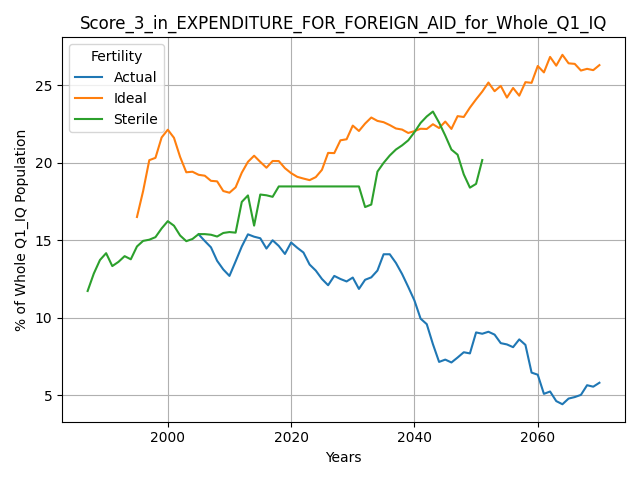 Score_3_in_EXPENDITURE_FOR_FOREIGN_AID_for_Whole_Q1_IQ
Fertility
Actual
Ideal
Sterile
% of Whole Q1_IQ Population
25
20
15
10
5
2000 2020 2040 2060
Years